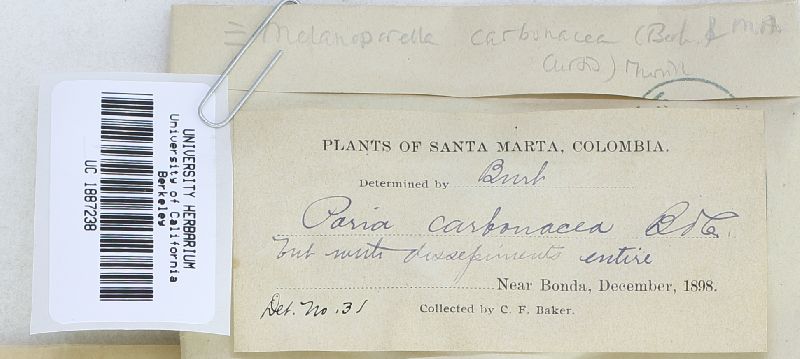 = Melanoporella carbonacea (Berk. & M.A.
Curtis) Murrill
UNIVERSITY HERBARIUM
University of California
Berkeley
UC 1887238
PLANTS OF SANTA MARTA, COLOMBIA.
Determined by Burt
Poria carbonacea B&C.
but with dissepiments entire
Near Bonda, December, 1898.
Det. No. 31
Collected by C. F. Baker.